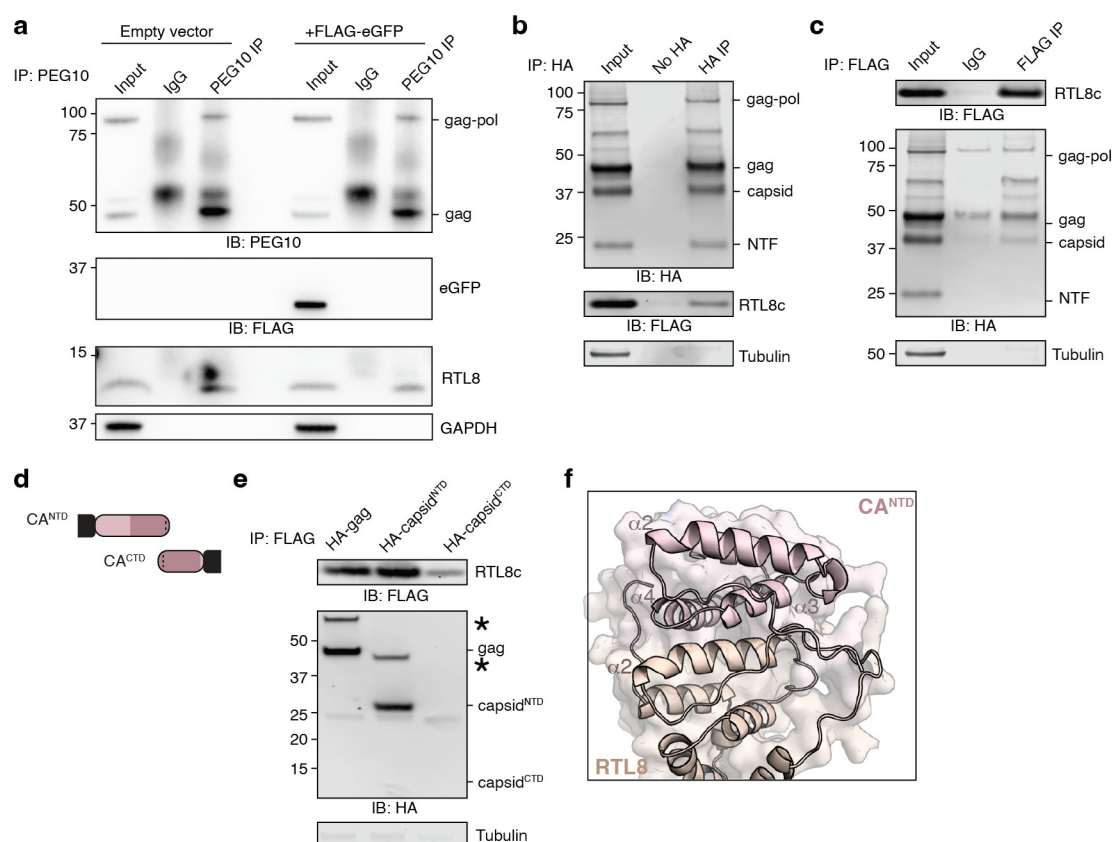 a
Empty vector
+FLAG-eGFP
IP: PEG10
Input
IgG
PEG10 IP
Input
IgG
PEG10 IP
100
75
50
gag-pol
gag
IB: PEG10
37
eGFP
IB: FLAG
15
RTL8
37
GAPDH
b
IP: HA
Input
No HA
HA IP
100
75
50
37
25
gag-pol
gag
capsid
NTF
IB: HA
RTL8c
IB: FLAG
Tubulin
c
IP: FLAG
Input
IgG
FLAG IP
RTL8c
IB: FLAG
100
75
50
37
25
gag-pol
gag
capsid
NTF
IB: HA
50
Tubulin
d
CA^NTD
CA^CTD
e
IP: FLAG
HA-gag
HA-capsid^NTD
HA-capsid^CTD
RTL8c
IB: FLAG
50
37
25
20
15
*
gag
*
capsid^NTD
capsid^CTD
IB: HA
Tubulin
f
CA^NTD
α2
α4
α3
α2
RTL8